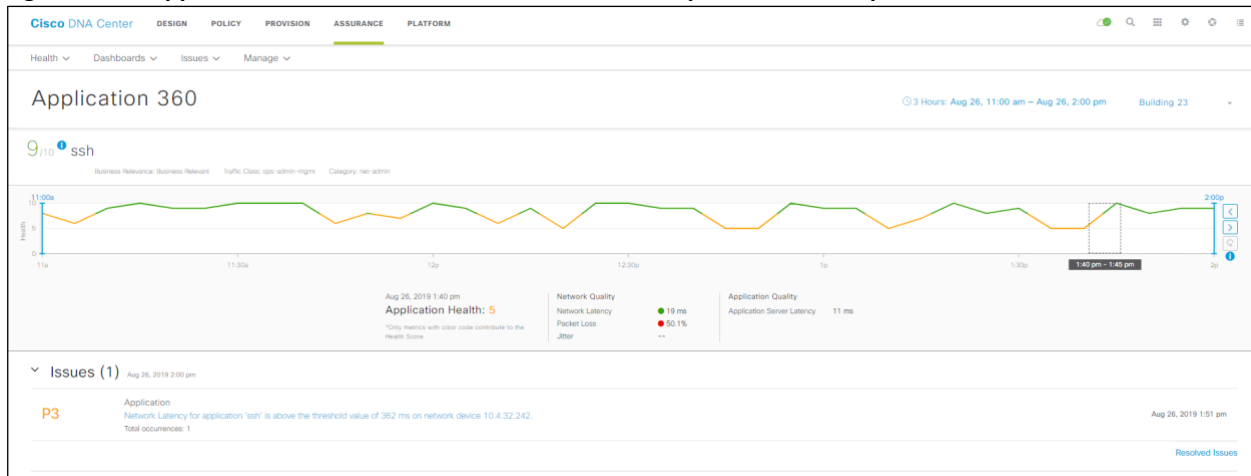 Cisco DNA Center DESIGN POLICY PROVISION ASSURANCE PLATFORM
Health Dashboards Issues Manage
Application 360
3 Hours: Aug 26, 11:00 am – Aug 26, 2:00 pm Building 23
9/10 ssh
Business Relevance: Business Relevant Traffic Class: ops-admin-mgmt Category: net-admin
11:00a 2:00p
10
5
0
Health
11a 11:30a 12p 12:30p 1p 1:30p 1:40 pm – 1:45 pm 2p
Aug 26, 2019 1:40 pm
Application Health: 5
*Only metrics with color code contribute to the
Health Score
Network Quality
Network Latency 19 ms
Packet Loss 50.1%
Jitter --
Application Quality
Application Server Latency 11 ms
Issues (1) Aug 26, 2019 2:00 pm
P3 Application
Network Latency for application 'ssh' is above the threshold value of 362 ms on network device 10.4.32.242.
Total occurrences: 1
Aug 26, 2019 1:51 pm
Resolved Issues